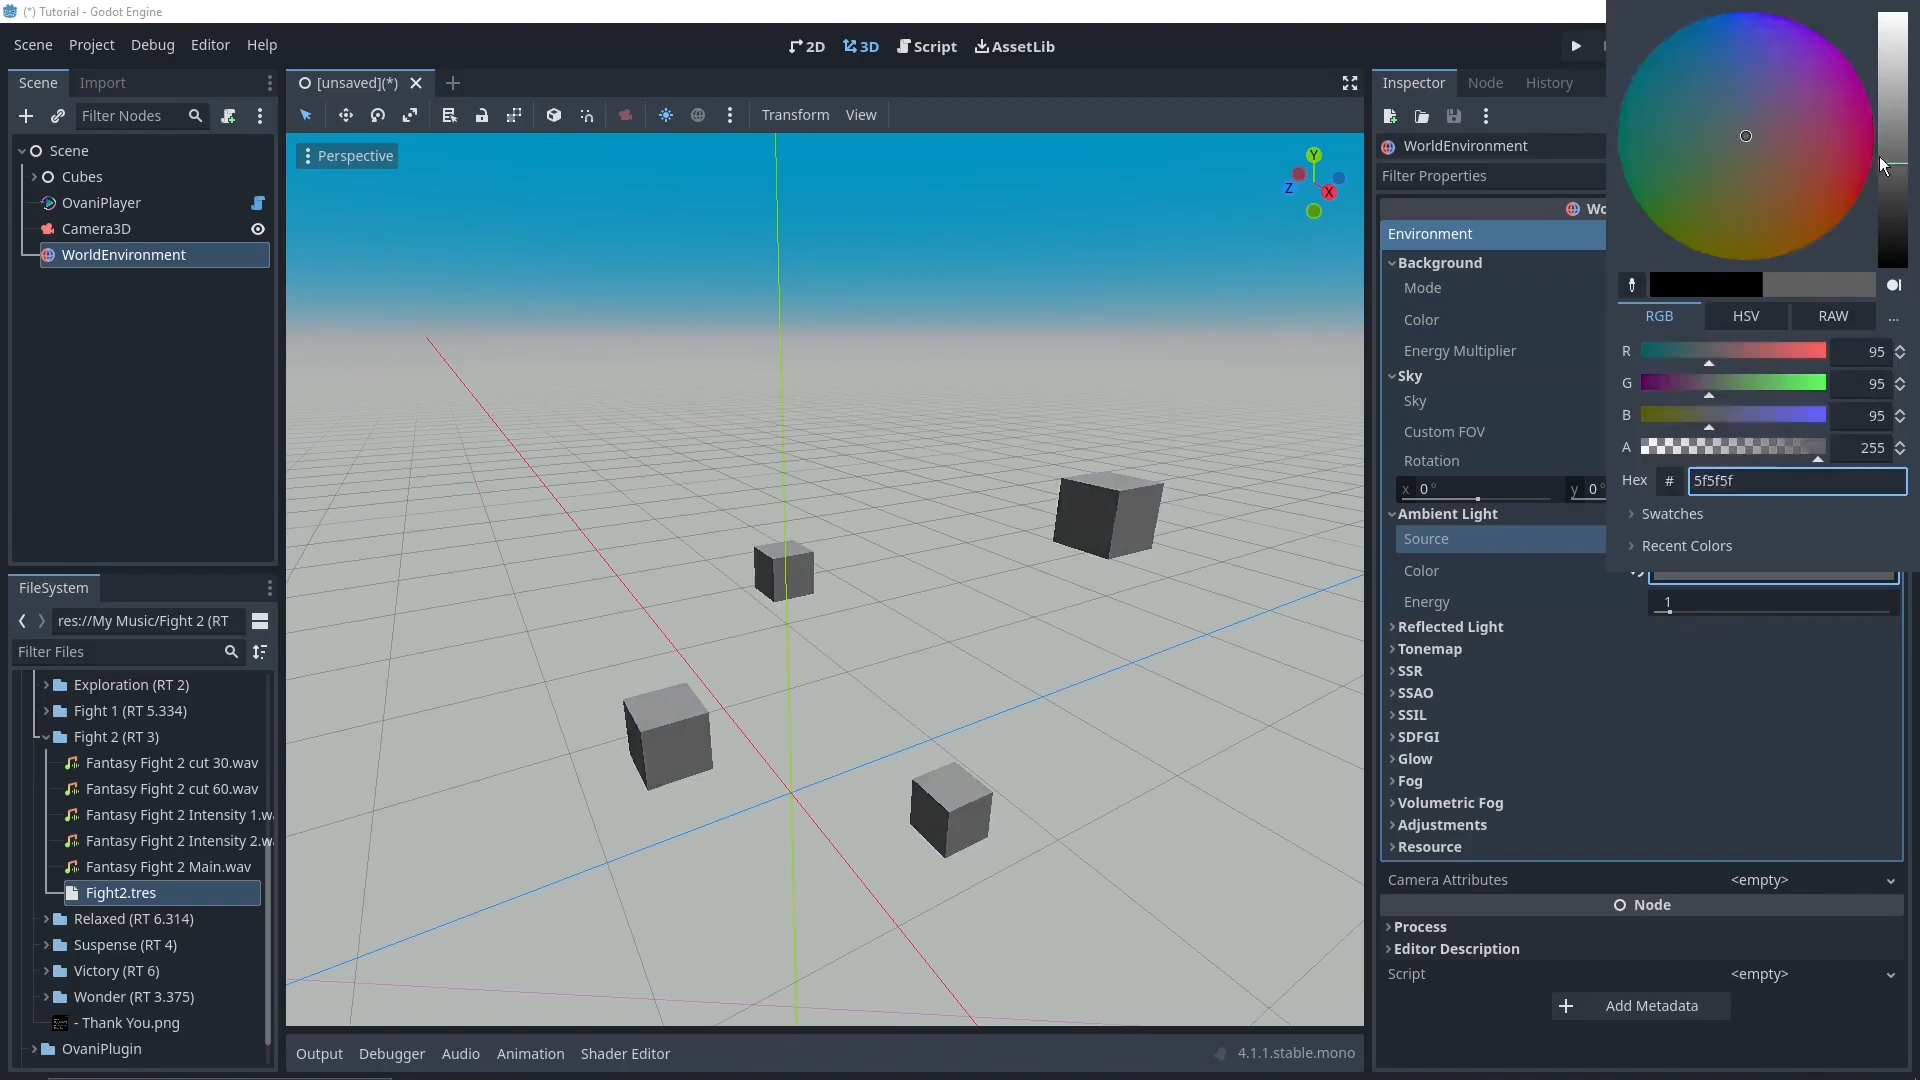 (*) Tutorial - Godot Engine
Scene Project Debug Editor Help
2D 3D Script AssetLib
Scene Import
[unsaved](*)
Inspector Node History
Filter Nodes
Transform View
Scene
Cubes
OvaniPlayer
Camera3D
WorldEnvironment
Perspective
Y
Z
X
FileSystem
res://My Music/Fight 2 (RT
Filter Files
Exploration (RT 2)
Fight 1 (RT 5.334)
Fight 2 (RT 3)
Fantasy Fight 2 cut 30.wav
Fantasy Fight 2 cut 60.wav
Fantasy Fight 2 Intensity 1.wa
Fantasy Fight 2 Intensity 2.wa
Fantasy Fight 2 Main.wav
Fight2.tres
Relaxed (RT 6.314)
Suspense (RT 4)
Victory (RT 6)
Wonder (RT 3.375)
- Thank You.png
OvaniPlugin
Output Debugger Audio Animation Shader Editor
4.1.1.stable.mono
WorldEnvironment
Filter Properties
Wo
Environment
Background
Mode
Color
Energy Multiplier
Sky
Sky
Custom FOV
Rotation
x 0 °
y 0 °
Ambient Light
Source
Color
Energy
1
Reflected Light
Tonemap
SSR
SSAO
SSIL
SDFGI
Glow
Fog
Volumetric Fog
Adjustments
Resource
Camera Attributes <empty>
Node
Process
Editor Description
Script <empty>
Add Metadata
RGB HSV RAW ...
R 95
G 95
B 95
A 255
Hex # 5f5f5f
Swatches
Recent Colors